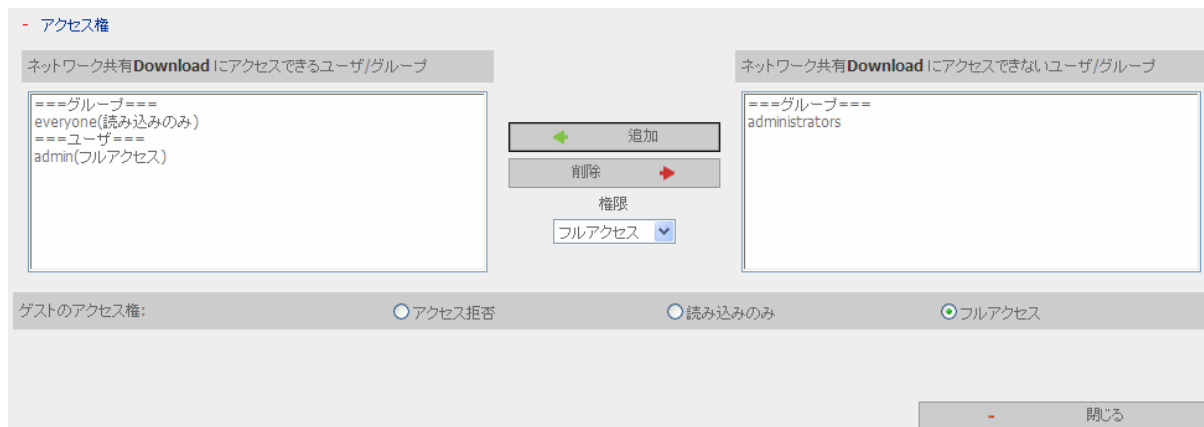 - アクセス権
ネットワーク共有Download にアクセスできるユーザ/グループ
===グループ===
everyone(読み込みのみ)
===ユーザ===
admin(フルアクセス)
追加
削除
権限
フルアクセス
ネットワーク共有Download にアクセスできないユーザ/グループ
===グループ===
administrators
ゲストのアクセス権: アクセス拒否 読み込みのみ フルアクセス
- 閉じる